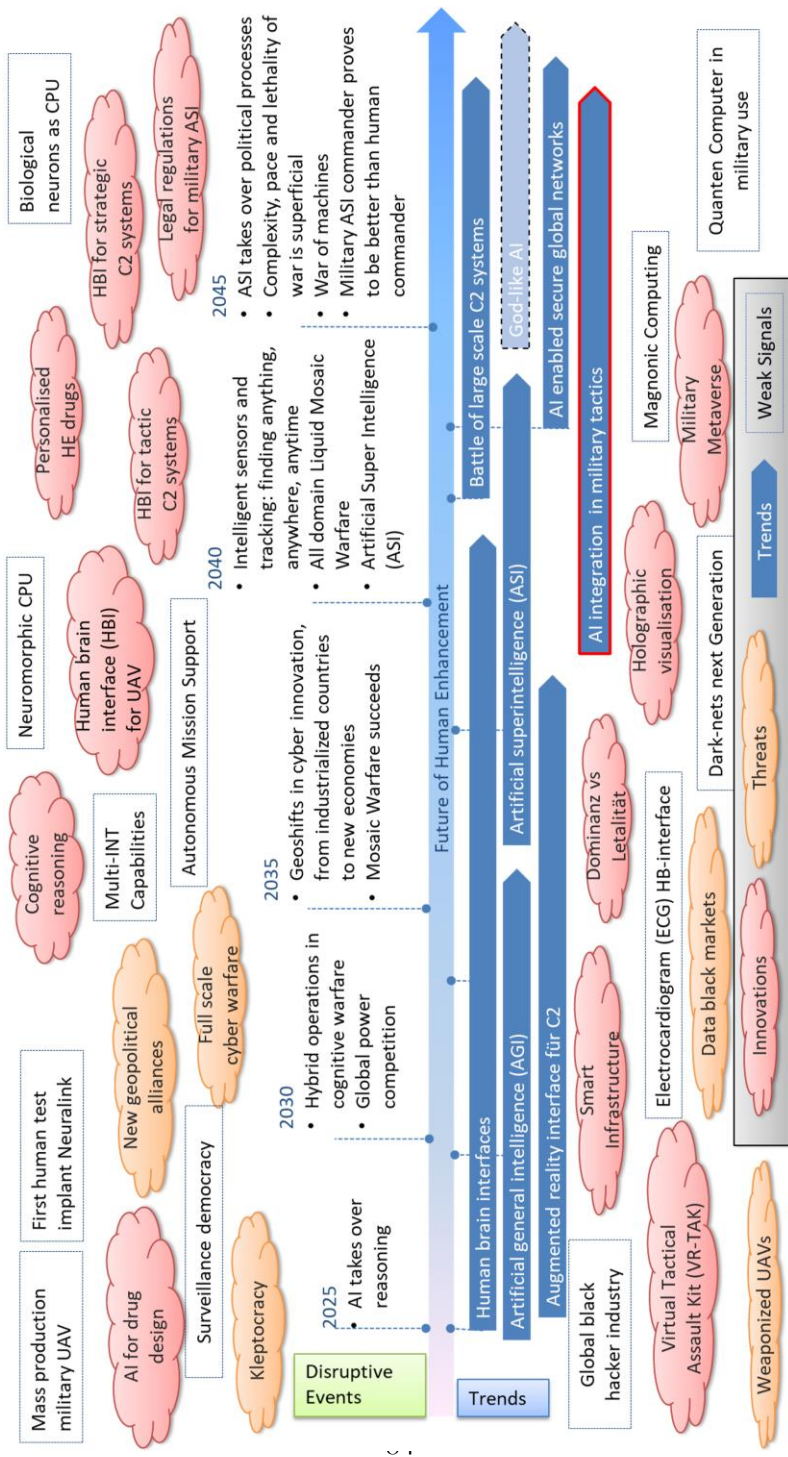 Mass production
military UAV
First human test
implant Neuralink
Cognitive
reasoning
Neuromorphic CPU
Personalised
HE drugs
Biological
neurons as CPU
AI for drug
design
New geopolitical
alliances
Multi-INT
Capabilities
Human brain
interface (HBI)
for UAV
HBI for tactic
C2 systems
HBI for strategic
C2 systems
Legal regulations
for military ASI
Surveillance democracy
Kleptocracy
Full scale
cyber warfare
Autonomous Mission Support
Disruptive
Events
2025
• AI takes over
reasoning
2030
• Hybrid operations in
cognitive warfare
• Global power
competition
2035
• Geoshifts in cyber innovation,
from industrialized countries
to new economies
• Mosaic Warfare succeeds
2040
• Intelligent sensors and
tracking: finding anything,
anywhere, anytime
• All domain Liquid Mosaic
Warfare
• Artificial Super Intelligence
(ASI)
2045
• ASI takes over political processes
• Complexity, pace and lethality of
war is superficial
• War of machines
• Military ASI commander proves
to be better than human
commander
Future of Human Enhancement
Trends
Human brain interfaces
Battle of large scale C2 systems
Artificial general intelligence (AGI)
Artificial superintelligence (ASI)
God-like AI
Augmented reality interface für C2
AI enabled secure global networks
AI integration in military tactics
Global black
hacker industry
Smart
Infrastructure
Dominanz vs
Letalität
Holographic
visualisation
Magnonic Computing
Virtual Tactical
Assault Kit (VR-TAK)
Electrocardiogram (ECG) HB-interface
Military
Metaverse
Quanten Computer in
military use
Data black markets
Dark-nets next Generation
Weaponized UAVs
Innovations
Threats
Trends
Weak Signals